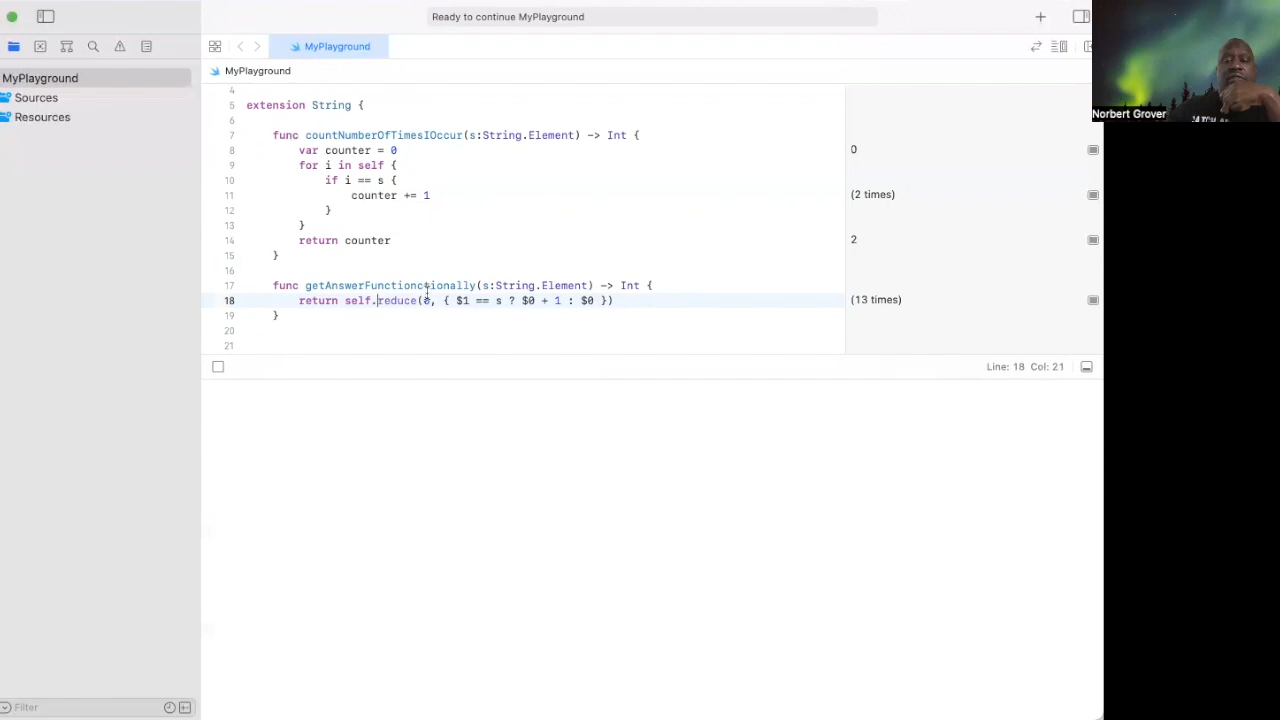 Ready to continue MyPlayground
MyPlayground
MyPlayground
MyPlayground
Sources
Resources
4
5 extension String {
6
7 func countNumberOfTimesIOccur(s:String.Element) -> Int {
8 var counter = 0
0
9 for i in self {
10 if i == s {
11 counter += 1
(2 times)
12 }
13 }
14 return counter
2
15 }
16
17 func getAnswerFunctionctionally(s:String.Element) -> Int {
18 return self.reduce(0, { $1 == s ? $0 + 1 : $0 })
(13 times)
19 }
20
21
Line: 18 Col: 21
Filter
Norbert Grover